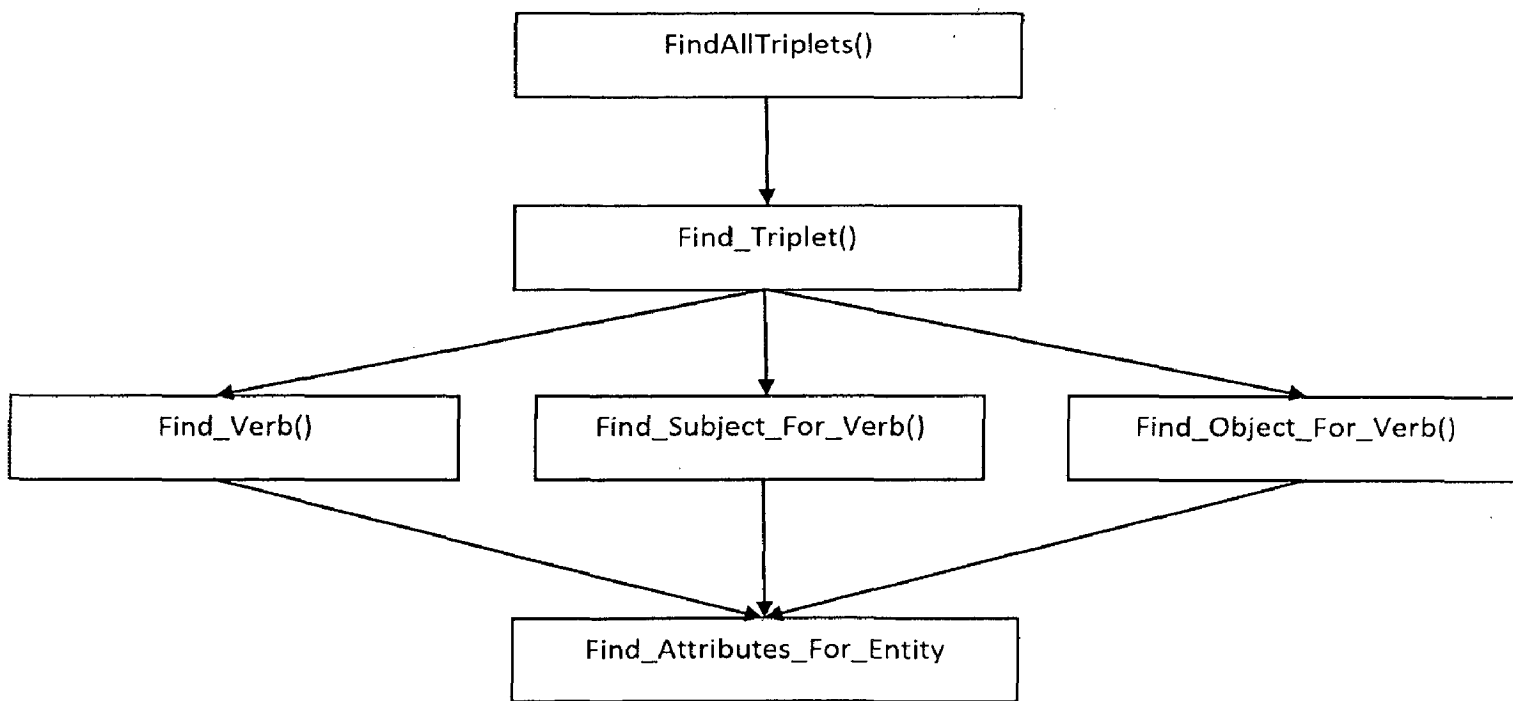 FindAllTriplets()
Find_Triplet()
Find_Verb()
Find_Subject_For_Verb()
Find_Object_For_Verb()
Find_Attributes_For_Entity